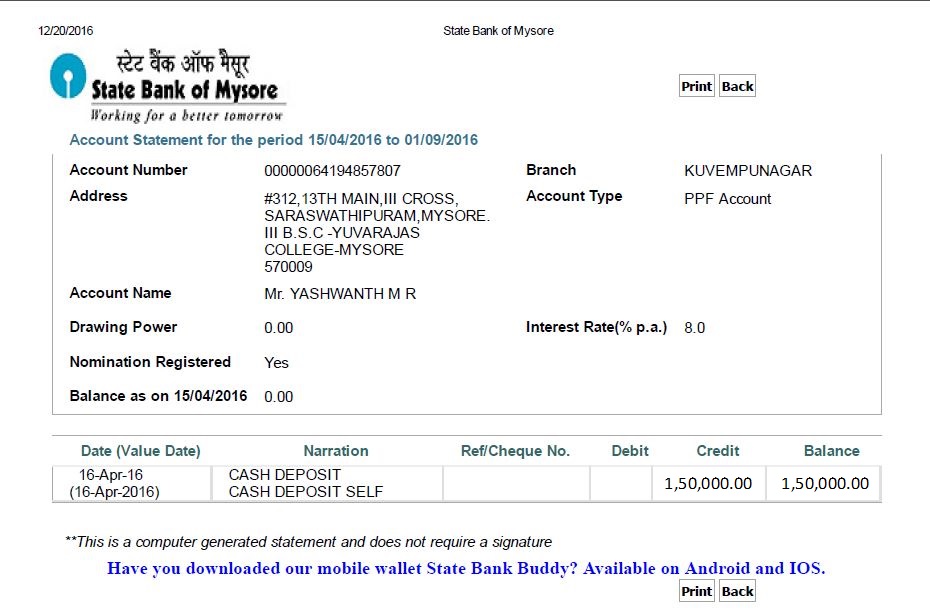 12/20/2016 State Bank of Mysore
स्टेट बैंक ऑफ मैसूर
State Bank of Mysore
Working for a better tomorrow
Print Back
Account Statement for the period 15/04/2016 to 01/09/2016
Account Number 00000064194857807 Branch KUVEMPUNAGAR
Address #312,13TH MAIN,III CROSS, Account Type PPF Account
SARASWATHIPURAM,MYSORE.
III B.S.C -YUVARAJAS
COLLEGE-MYSORE
570009
Account Name Mr. YASHWANTH M R
Drawing Power 0.00 Interest Rate(% p.a.) 8.0
Nomination Registered Yes
Balance as on 15/04/2016 0.00
Date (Value Date) Narration Ref/Cheque No. Debit Credit Balance
16-Apr-16 CASH DEPOSIT 1,50,000.00 1,50,000.00
(16-Apr-2016) CASH DEPOSIT SELF
**This is a computer generated statement and does not require a signature
Have you downloaded our mobile wallet State Bank Buddy? Available on Android and IOS.
Print Back